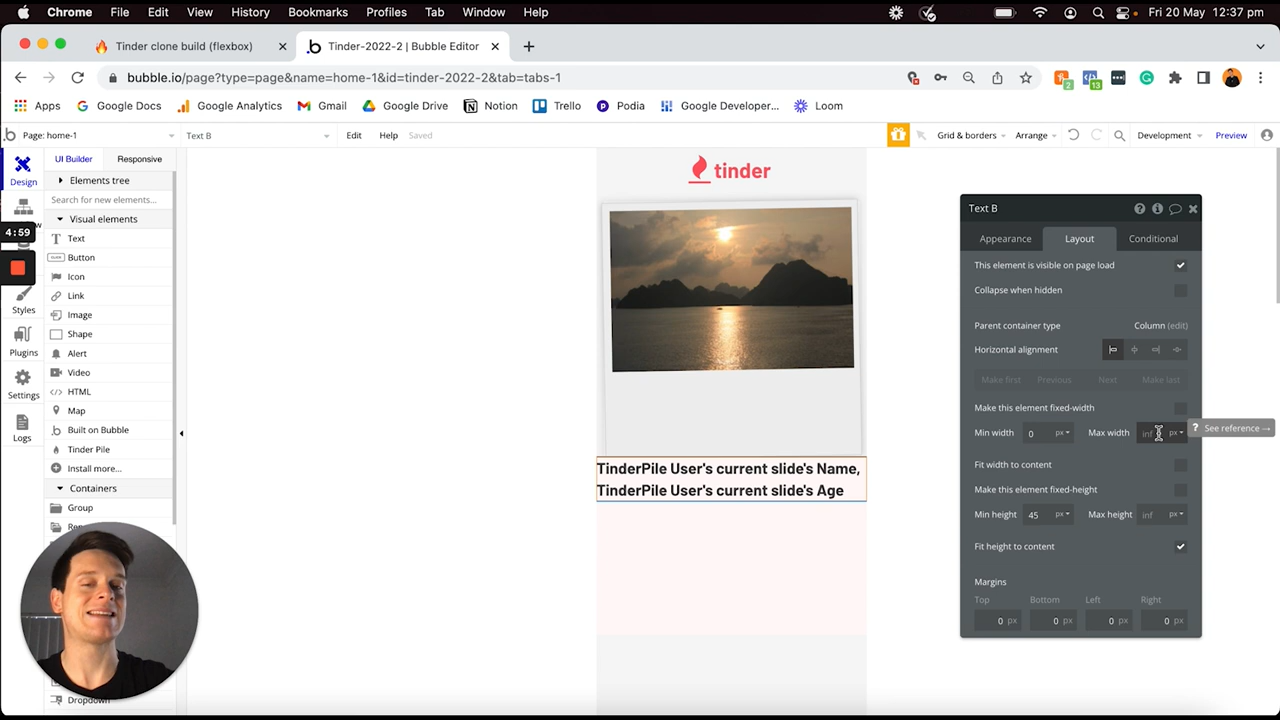 Chrome File Edit View History Bookmarks Profiles Tab Window Help Fri 20 May 12:37 pm
Tinder clone build (flexbox) Tinder-2022-2 | Bubble Editor
bubble.io/page?type=page&name=home-1&id=tinder-2022-2&tab=tabs-1 2 13
Apps Google Docs Google Analytics Gmail Google Drive Notion Trello Podia Google Developer... Loom
Page: home-1 Text B Edit Help Saved Grid & borders Arrange Development Preview
UI Builder Responsive
Design
Elements tree
Search for new elements...
Visual elements
4:59
Text
Button
Icon
Link
Styles
Image
Shape
Plugins
Alert
Video
Settings
HTML
Map
Logs
Built on Bubble
Tinder Pile
Install more...
Containers
Group
Dropdown
tinder
TinderPile User's current slide's Name,
TinderPile User's current slide's Age
Text B
Appearance Layout Conditional
This element is visible on page load
Collapse when hidden
Parent container type Column (edit)
Horizontal alignment
Make first Previous Next Make last
Make this element fixed-width
Min width 0 px Max width inf px
? See reference →
Fit width to content
Make this element fixed-height
Min height 45 px Max height inf px
Fit height to content
Margins
Top Bottom Left Right
0 px 0 px 0 px 0 px